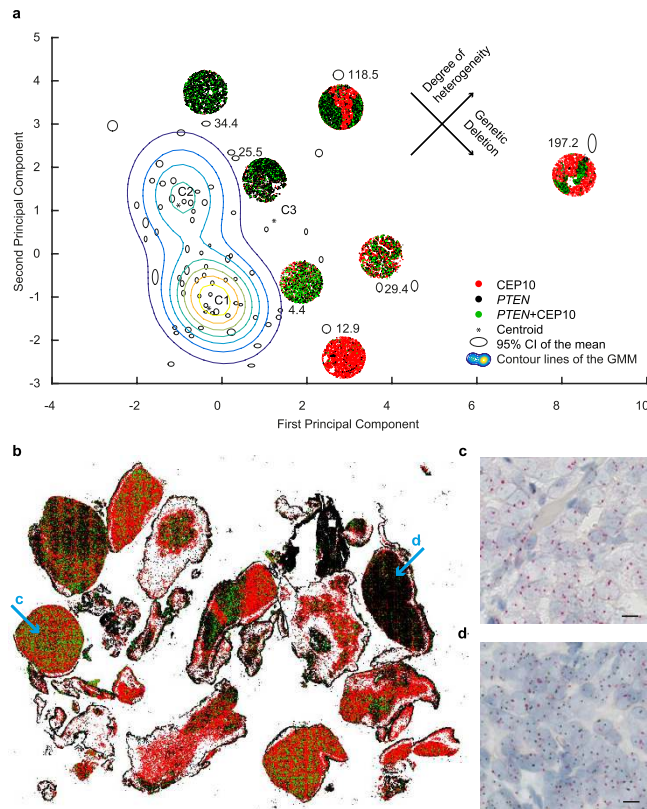 a
5
4
3
2
1
0
-1
-2
-3
Second Principal Component
-4
-2
0
2
4
6
8
10
First Principal Component
118.5
34.4
25.5
197.2
C2
C3
C1
4.4
29.4
12.9
Degree of
heterogeneity
Genetic
Deletion
CEP10
PTEN
PTEN+CEP10
Centroid
95% CI of the mean
Contour lines of the GMM
b
c
d
c
d